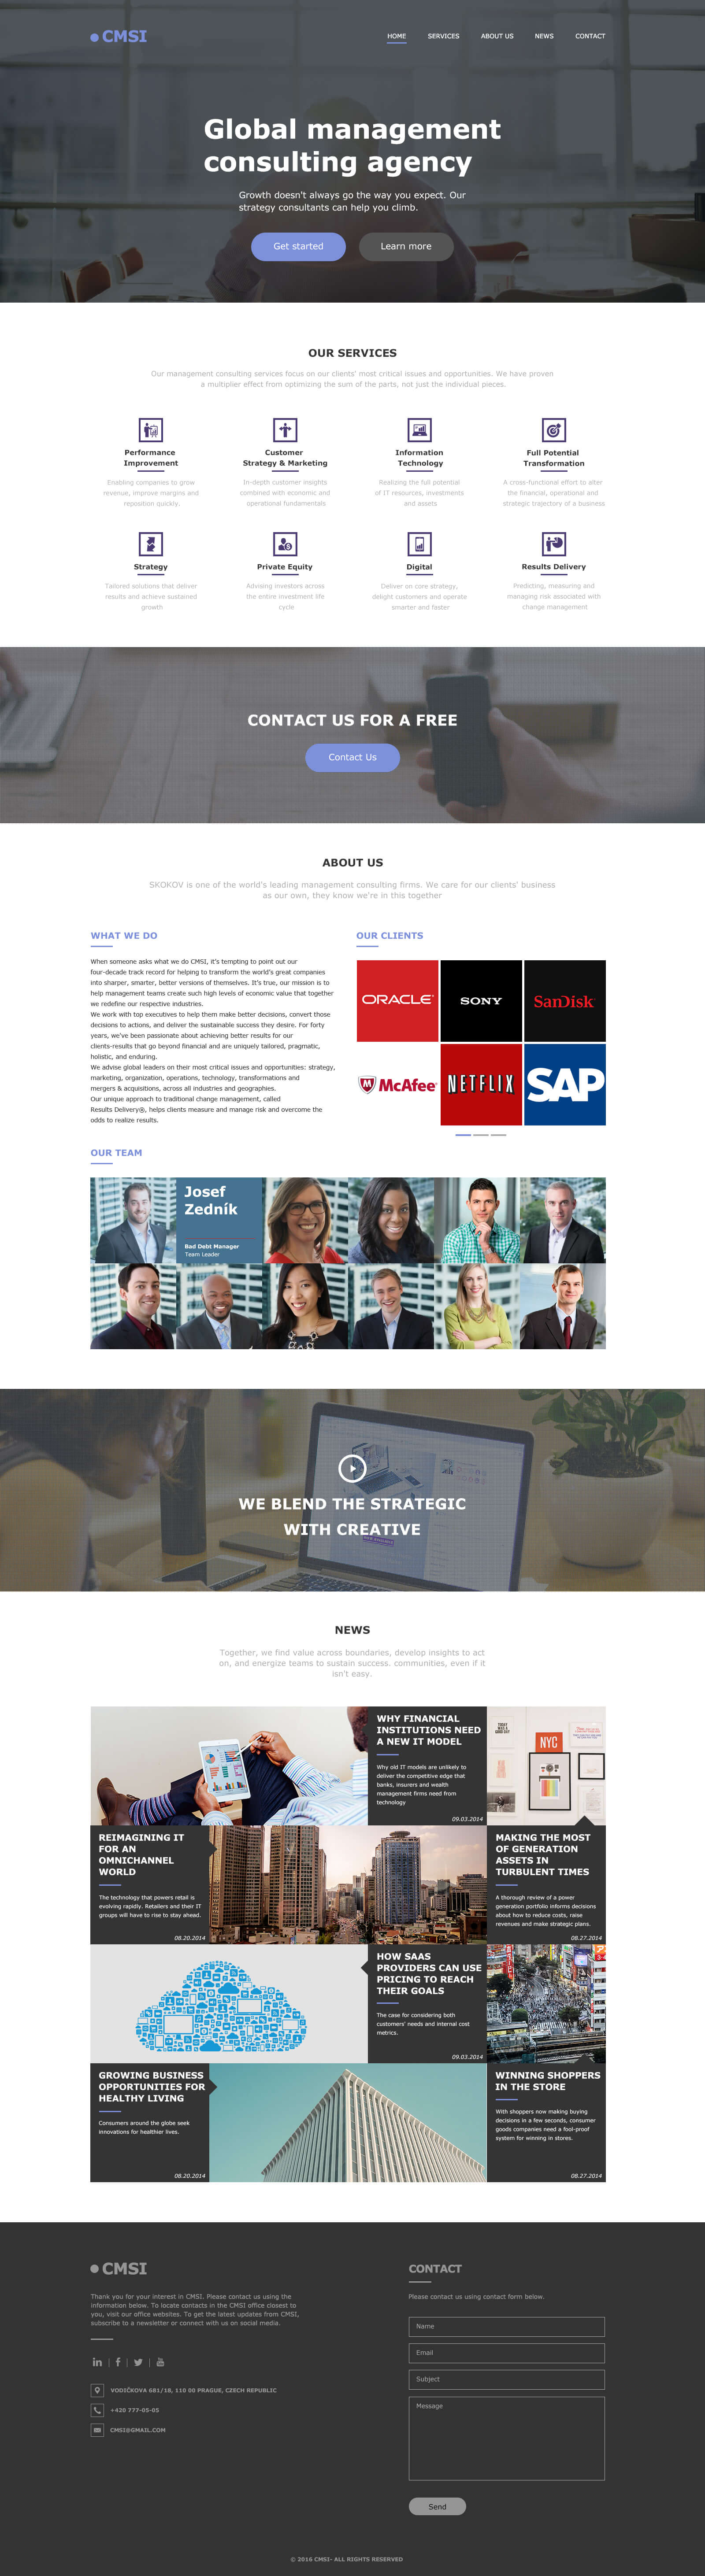 CMSI
HOME SERVICES ABOUT US NEWS CONTACT
Global management
consulting agency
Growth doesn't always go the way you expect. Our
strategy consultants can help you climb.
Get started Learn more
OUR SERVICES
Our management consulting services focus on our clients' most critical issues and opportunities. We have proven
a multiplier effect from optimizing the sum of the parts, not just the individual pieces.
Performance
Improvement
Enabling companies to grow
revenue, improve margins and
reposition quickly.
Customer
Strategy & Marketing
In-depth customer insights
combined with economic and
operational fundamentals
Information
Technology
Realizing the full potential
of IT resources, investments
and assets
Full Potential
Transformation
A cross-functional effort to alter
the financial, operational and
strategic trajectory of a business
Strategy
Tailored solutions that deliver
results and achieve sustained
growth
Private Equity
Advising investors across
the entire investment life
cycle
Digital
Deliver on core strategy,
delight customers and operate
smarter and faster
Results Delivery
Predicting, measuring and
managing risk associated with
change management
CONTACT US FOR A FREE
Contact Us
ABOUT US
SKOKOV is one of the world's leading management consulting firms. We care for our clients' business
as our own, they know we're in this together
WHAT WE DO
When someone asks what we do CMSI, it's tempting to point out our
four-decade track record for helping to transform the world's great companies
into sharper, smarter, better versions of themselves. It's true, our mission is to
help management teams create such high levels of economic value that together
we redefine our respective industries.
We work with top executives to help them make better decisions, convert those
decisions to actions, and deliver the sustainable success they desire. For forty
years, we've been passionate about achieving better results for our
clients-results that go beyond financial and are uniquely tailored, pragmatic,
holistic, and enduring.
We advise global leaders on their most critical issues and opportunities: strategy,
marketing, organization, operations, technology, transformations and
mergers & acquisitions, across all industries and geographies.
Our unique approach to traditional change management, called
Results Delivery®, helps clients measure and manage risk and overcome the
odds to realize results.
OUR CLIENTS
ORACLE
SONY
SanDisk
McAfee
NETFLIX
SAP
OUR TEAM
Josef
Zedník
Bad Debt Manager
Team Leader
WE BLEND THE STRATEGIC
WITH CREATIVE
NEWS
Together, we find value across boundaries, develop insights to act
on, and energize teams to sustain success. communities, even if it
isn't easy.
WHY FINANCIAL
INSTITUTIONS NEED
A NEW IT MODEL
Why old IT models are unlikely to
deliver the competitive edge that
banks, insurers and wealth
management firms need from
technology
09.03.2014
NYC
REIMAGINING IT
FOR AN
OMNICHANNEL
WORLD
The technology that powers retail is
evolving rapidly. Retailers and their IT
groups will have to rise to stay ahead.
08.20.2014
MAKING THE MOST
OF GENERATION
ASSETS IN
TURBULENT TIMES
A thorough review of a power
generation portfolio informs decisions
about how to reduce costs, raise
revenues and make strategic plans.
08.27.2014
HOW SAAS
PROVIDERS CAN USE
PRICING TO REACH
THEIR GOALS
The case for considering both
customers' needs and internal cost
metrics.
09.03.2014
GROWING BUSINESS
OPPORTUNITIES FOR
HEALTHY LIVING
Consumers around the globe seek
innovations for healthier lives.
08.20.2014
WINNING SHOPPERS
IN THE STORE
With shoppers now making buying
decisions in a few seconds, consumer
goods companies need a fool-proof
system for winning in stores.
08.27.2014
CMSI
Thank you for your interest in CMSI. Please contact us using the
information below. To locate contacts in the CMSI office closest to
you, visit our office websites. To get the latest updates from CMSI,
subscribe to a newsletter or connect with us on social media.
VODIČKOVA 681/18, 110 00 PRAGUE, CZECH REPUBLIC
+420 777-05-05
CMSI@GMAIL.COM
CONTACT
Please contact us using contact form below.
Name
Email
Subject
Message
Send
© 2016 CMSI- ALL RIGHTS RESERVED